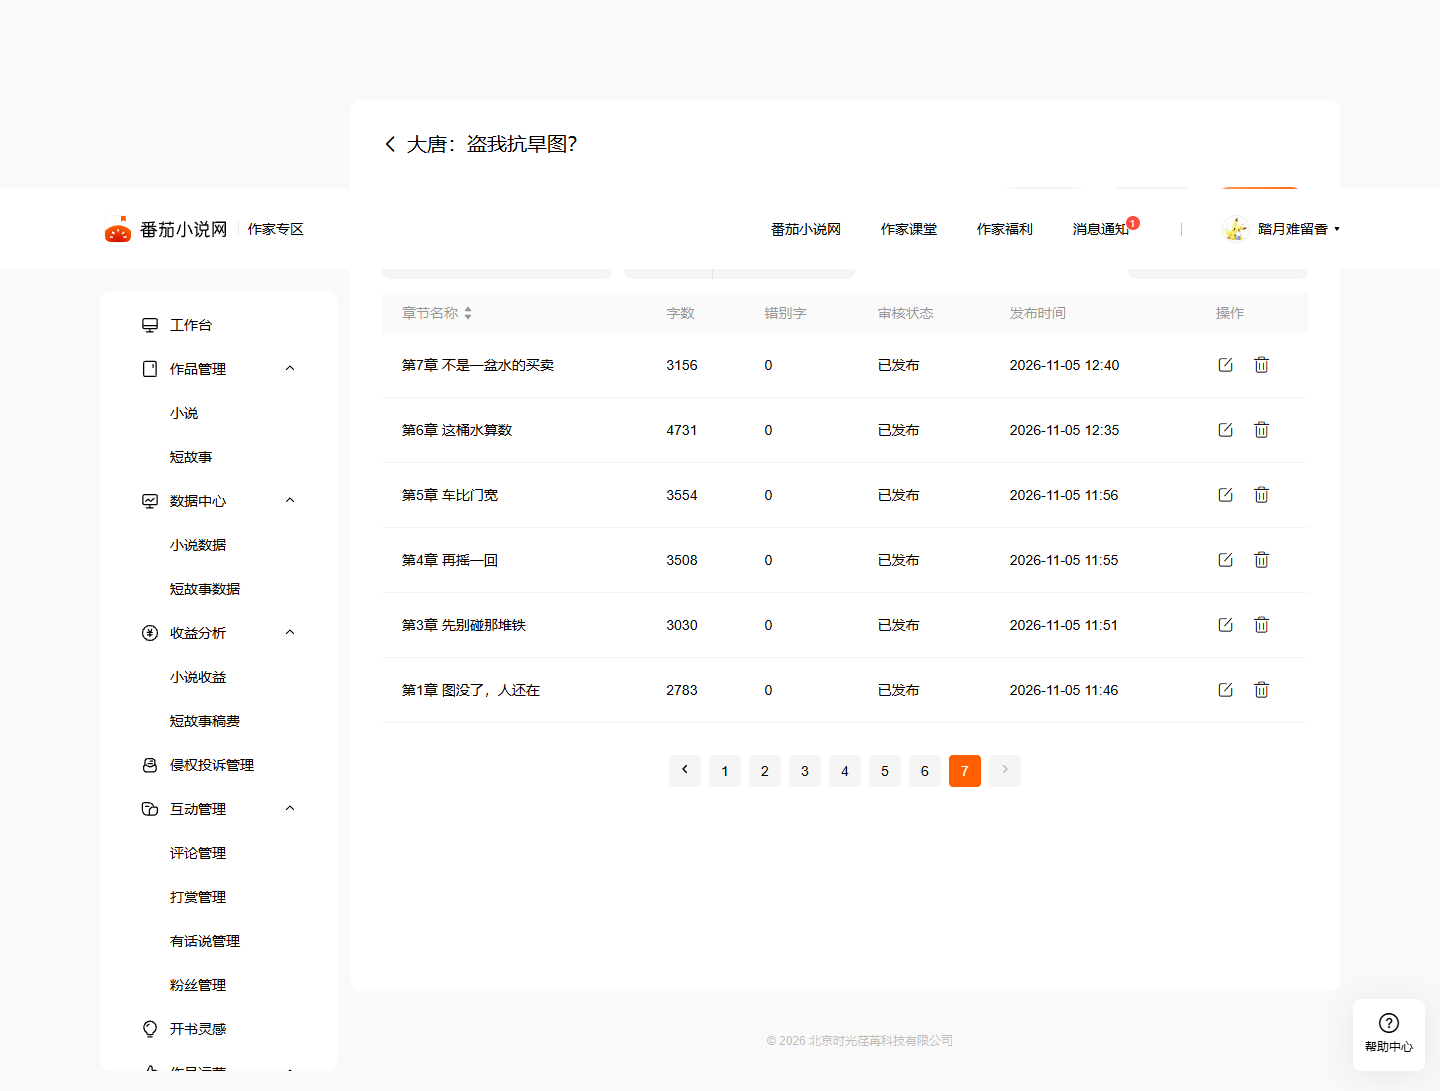 大唐：盗我抗旱图？
番茄小说网 作家专区 番茄小说网 作家课堂 作家福利 消息通知 1 踏月难留香
工作台
作品管理
小说
短故事
数据中心
小说数据
短故事数据
收益分析
小说收益
短故事稿费
侵权投诉管理
互动管理
评论管理
打赏管理
有话说管理
粉丝管理
开书灵感
作品运营
章节名称 字数 错别字 审核状态 发布时间 操作
第7章 不是一盆水的买卖 3156 0 已发布 2026-11-05 12:40
第6章 这桶水算数 4731 0 已发布 2026-11-05 12:35
第5章 车比门宽 3554 0 已发布 2026-11-05 11:56
第4章 再摇一回 3508 0 已发布 2026-11-05 11:55
第3章 先别碰那堆铁 3030 0 已发布 2026-11-05 11:51
第1章 图没了，人还在 2783 0 已发布 2026-11-05 11:46
1 2 3 4 5 6 7
© 2026 北京时光荏苒科技有限公司
帮助中心